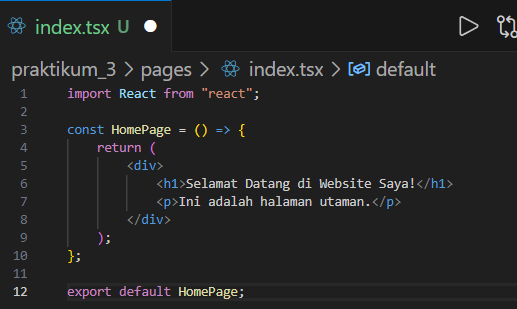 index.tsx U
praktikum_3 > pages > index.tsx > default
1 import React from "react";
2
3 const HomePage = () => {
4 return (
5 <div>
6 <h1>Selamat Datang di Website Saya!</h1>
7 <p>Ini adalah halaman utaman.</p>
8 </div>
9 );
10 };
11
12 export default HomePage;